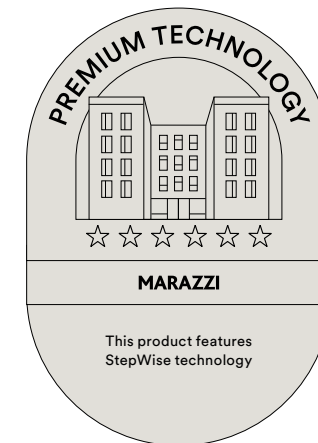 PREMIUM TECHNOLOGY
MARAZZI
This product features
StepWise technology